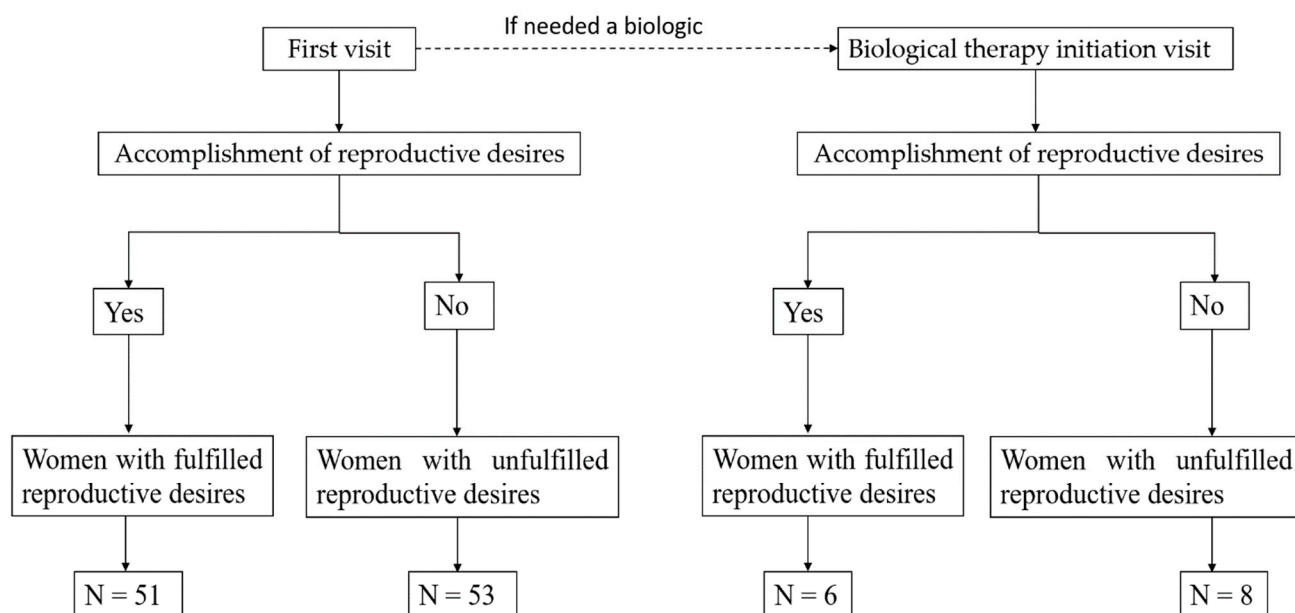 If needed a biologic
First visit
Biological therapy initiation visit
Accomplishment of reproductive desires
Accomplishment of reproductive desires
Yes
No
Yes
No
Women with fulfilled
reproductive desires
Women with unfulfilled
reproductive desires
Women with fulfilled
reproductive desires
Women with unfulfilled
reproductive desires
N = 51
N = 53
N = 6
N = 8